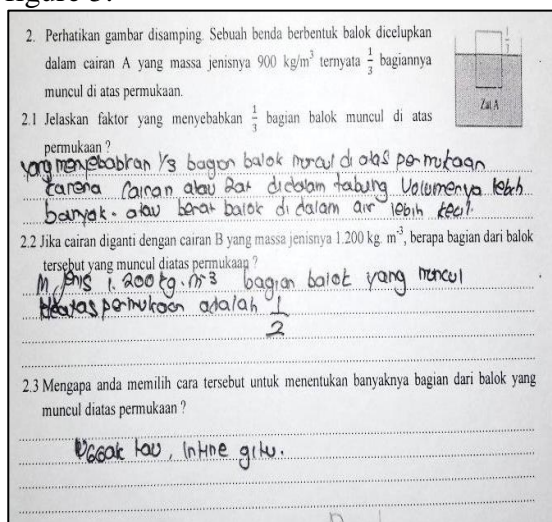 2. Perhatikan gambar disamping. Sebuah benda berbentuk balok dicelupkan
dalam cairan A yang massa jenisnya 900 kg/m³ ternyata 1/3 bagiannya
muncul di atas permukaan.
1/3
Zat A
2.1 Jelaskan faktor yang menyebabkan 1/3 bagian balok muncul di atas
permukaan ?
yang menyebabkan 1/3 bagian balok muncul di atas permukaan
karena cairan atau zat didalam tabung volumenya lebih
banyak. atau berat balok di dalam air lebih kecil.
2.2 Jika cairan diganti dengan cairan B yang massa jenisnya 1.200 kg. m⁻³, berapa bagian dari balok
tersebut yang muncul diatas permukaan ?
M. jenis 1.200 kg.m-3 bagian balok yang muncul
diatas permukaan adalah 1/2
2.3 Mengapa anda memilih cara tersebut untuk menentukan banyaknya bagian dari balok yang
muncul diatas permukaan ?
Nggak tau, intine gitu.